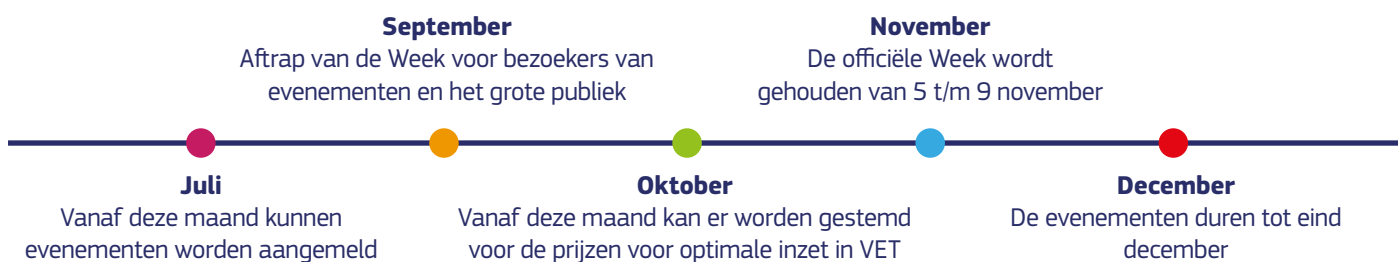 September
Aftrap van de Week voor bezoekers van
evenementen en het grote publiek
November
De officiële Week wordt
gehouden van 5 t/m 9 november
Juli
Vanaf deze maand kunnen
evenementen worden aangemeld
Oktober
Vanaf deze maand kan er worden gestemd
voor de prijzen voor optimale inzet in VET
December
De evenementen duren tot eind
december